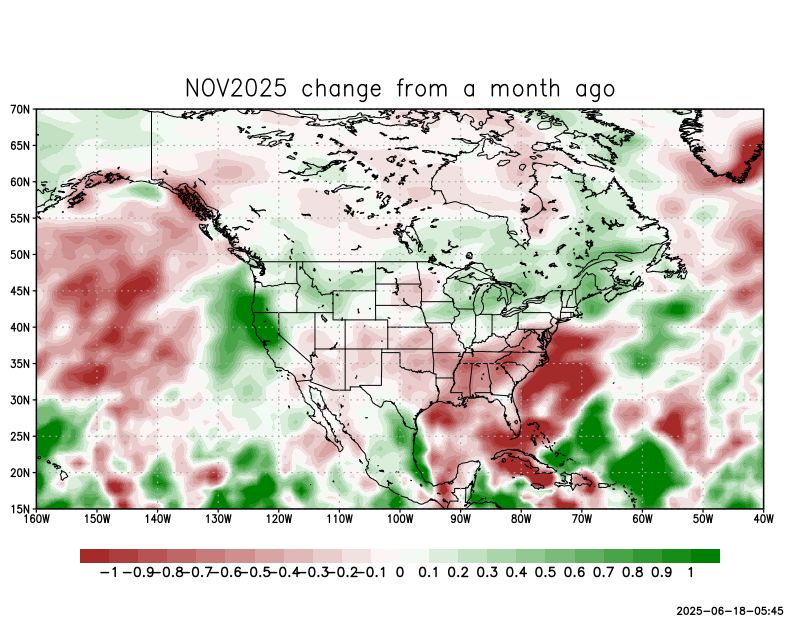 NOV2025 change from a month ago
70N
65N
60N
55N
50N
45N
40N
35N
30N
25N
20N
15N
160W 150W 140W 130W 120W 110W 100W 90W 80W 70W 60W 50W 40W
-1 -0.9 -0.8 -0.7 -0.6 -0.5 -0.4 -0.3 -0.2 -0.1 0 0.1 0.2 0.3 0.4 0.5 0.6 0.7 0.8 0.9 1
2025-06-18-05:45